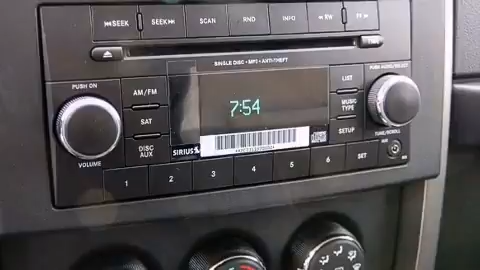 SEEK SEEK SCAN RND INFO RW FF
TIME
SINGLE DISC • MP3 • ANTI-THEFT
PUSH ON
PUSH AUDIO/SELECT
AM/FM
LIST
SAT
7:54
MUSIC TYPE
DISC AUX
SIRIUS
SETUP
VOLUME
TUNE/SCROLL
1 2 3 4 5 6 SET